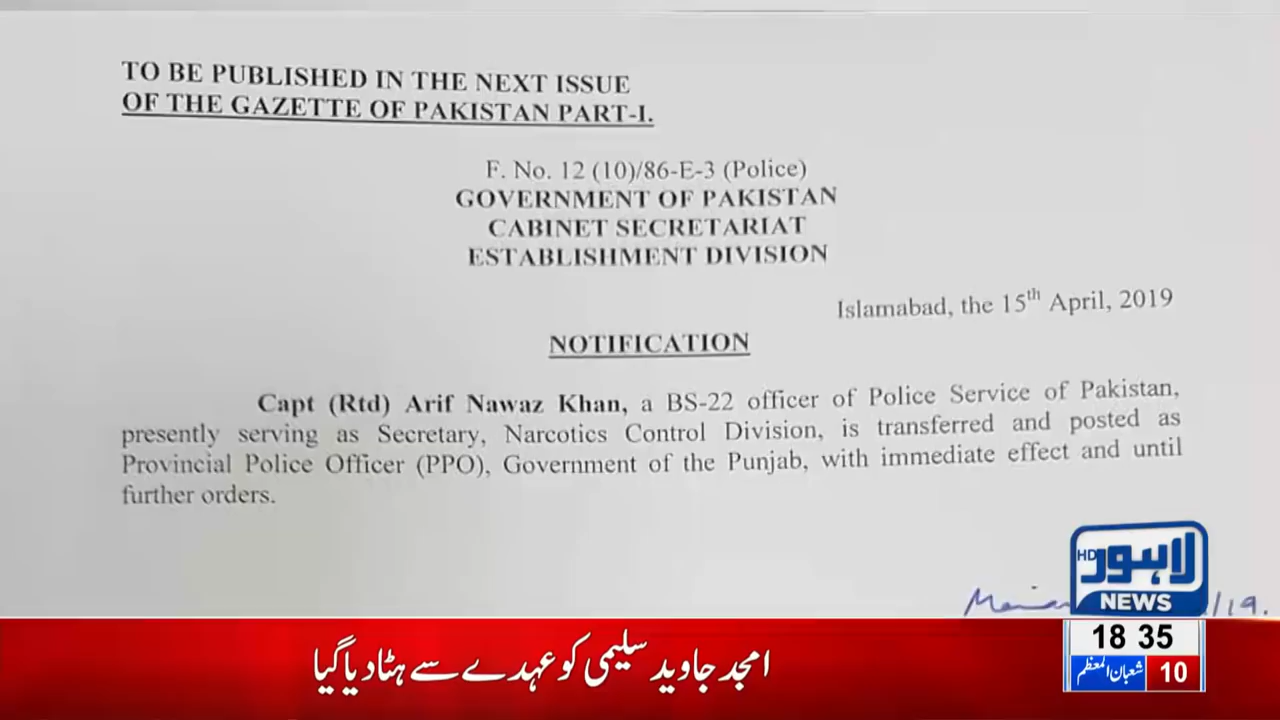 TO BE PUBLISHED IN THE NEXT ISSUE
OF THE GAZETTE OF PAKISTAN PART-I.
F. No. 12 (10)/86-E-3 (Police)
GOVERNMENT OF PAKISTAN
CABINET SECRETARIAT
ESTABLISHMENT DIVISION
Islamabad, the 15th April, 2019
NOTIFICATION
Capt (Rtd) Arif Nawaz Khan, a BS-22 officer of Police Service of Pakistan,
presently serving as Secretary, Narcotics Control Division, is transferred and posted as
Provincial Police Officer (PPO), Government of the Punjab, with immediate effect and until
further orders.
/19.
HD لاہور
NEWS
18 35
شعبان المعظم 10
امجد جاوید سلیمی کو عہدے سے ہٹا دیا گیا